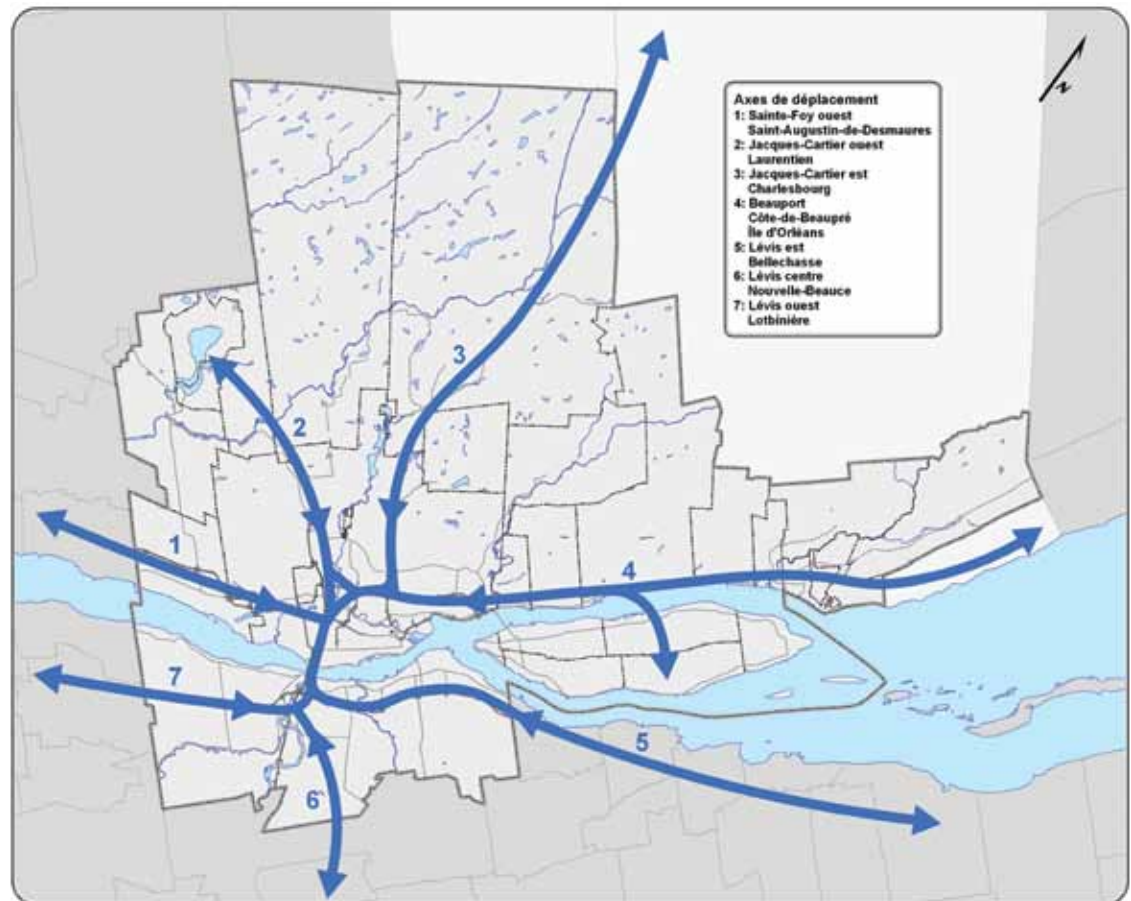 Axes de déplacement
1: Sainte-Foy ouest
Saint-Augustin-de-Desmaures
2: Jacques-Cartier ouest
Laurentien
3: Jacques-Cartier est
Charlesbourg
4: Beauport
Côte-de-Beaupré
Île d'Orléans
5: Lévis est
Bellechasse
6: Lévis centre
Nouvelle-Beauce
7: Lévis ouest
Lotbinière
N
3
2
1
4
7
5
6